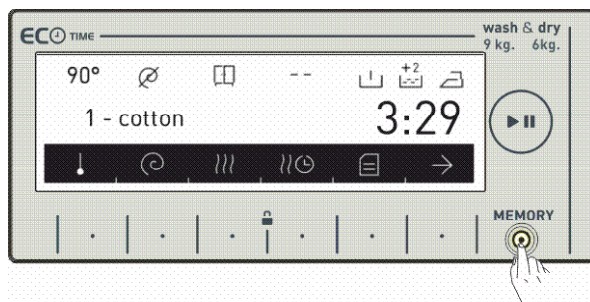 ECO TIME
wash & dry
9 kg. 6kg.
90° -- +2
1 - cotton 3:29
MEMORY